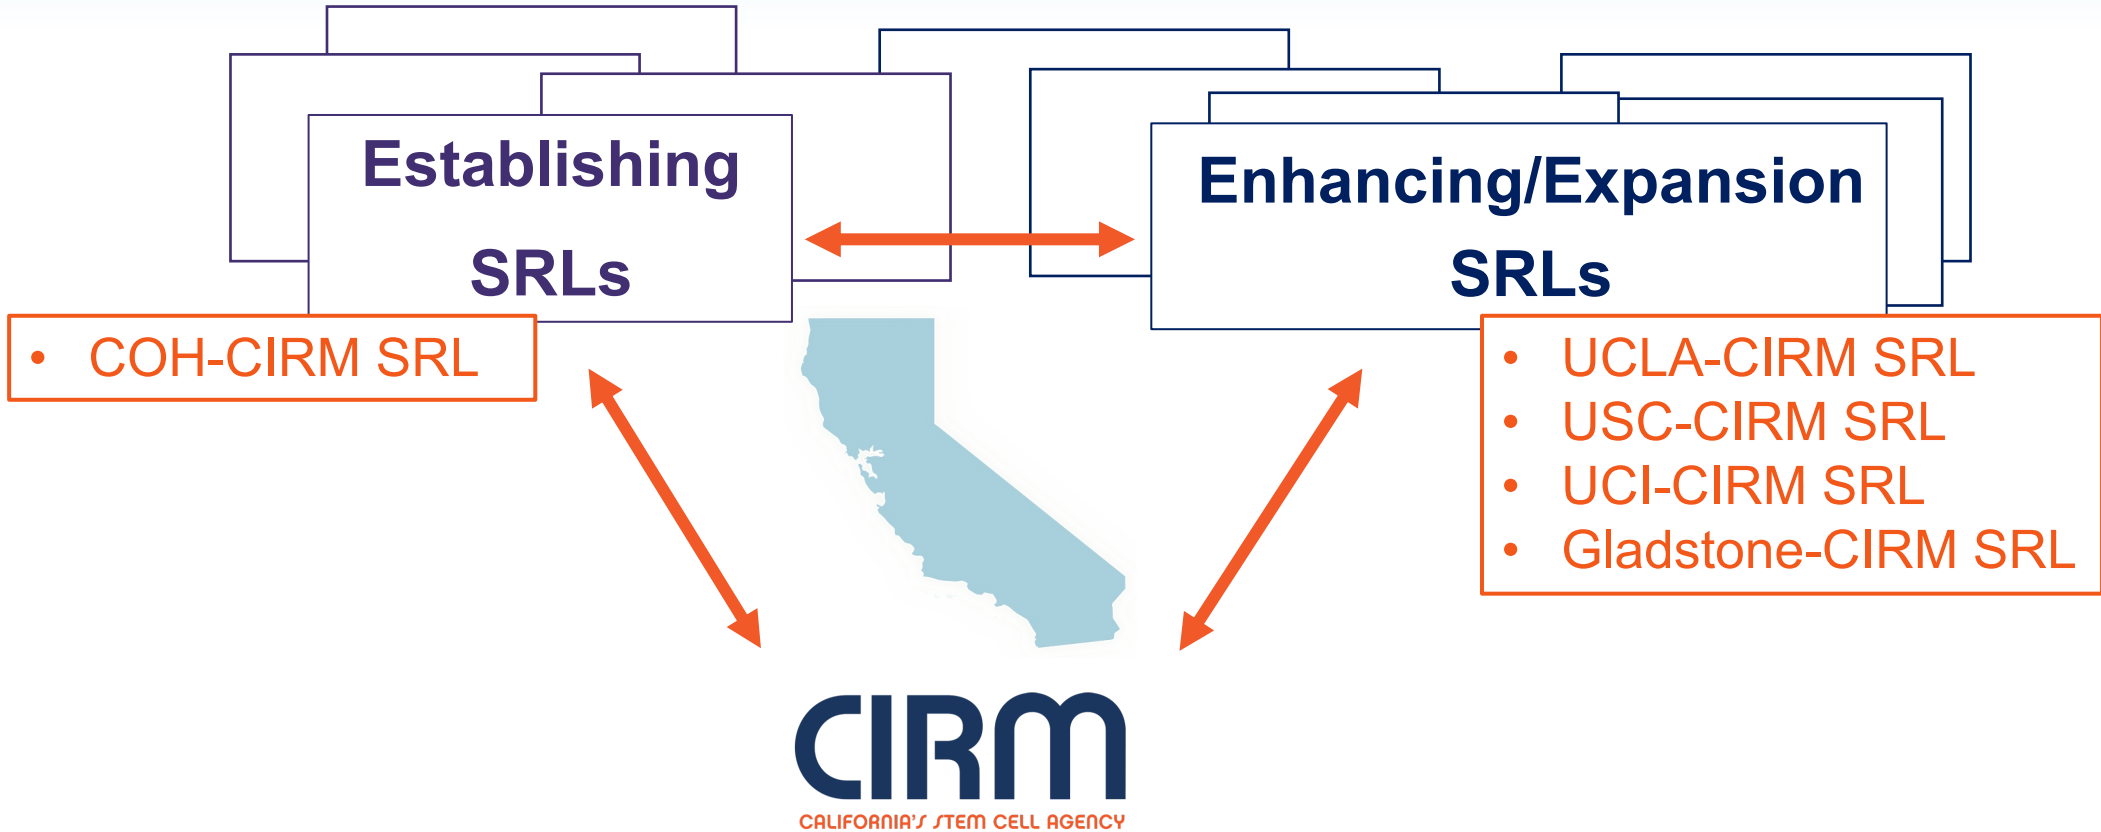 Establishing
SRLs
Enhancing/Expansion
SRLs
• COH-CIRM SRL
• UCLA-CIRM SRL
• USC-CIRM SRL
• UCI-CIRM SRL
• Gladstone-CIRM SRL
CIRM
CALIFORNIA'S STEM CELL AGENCY